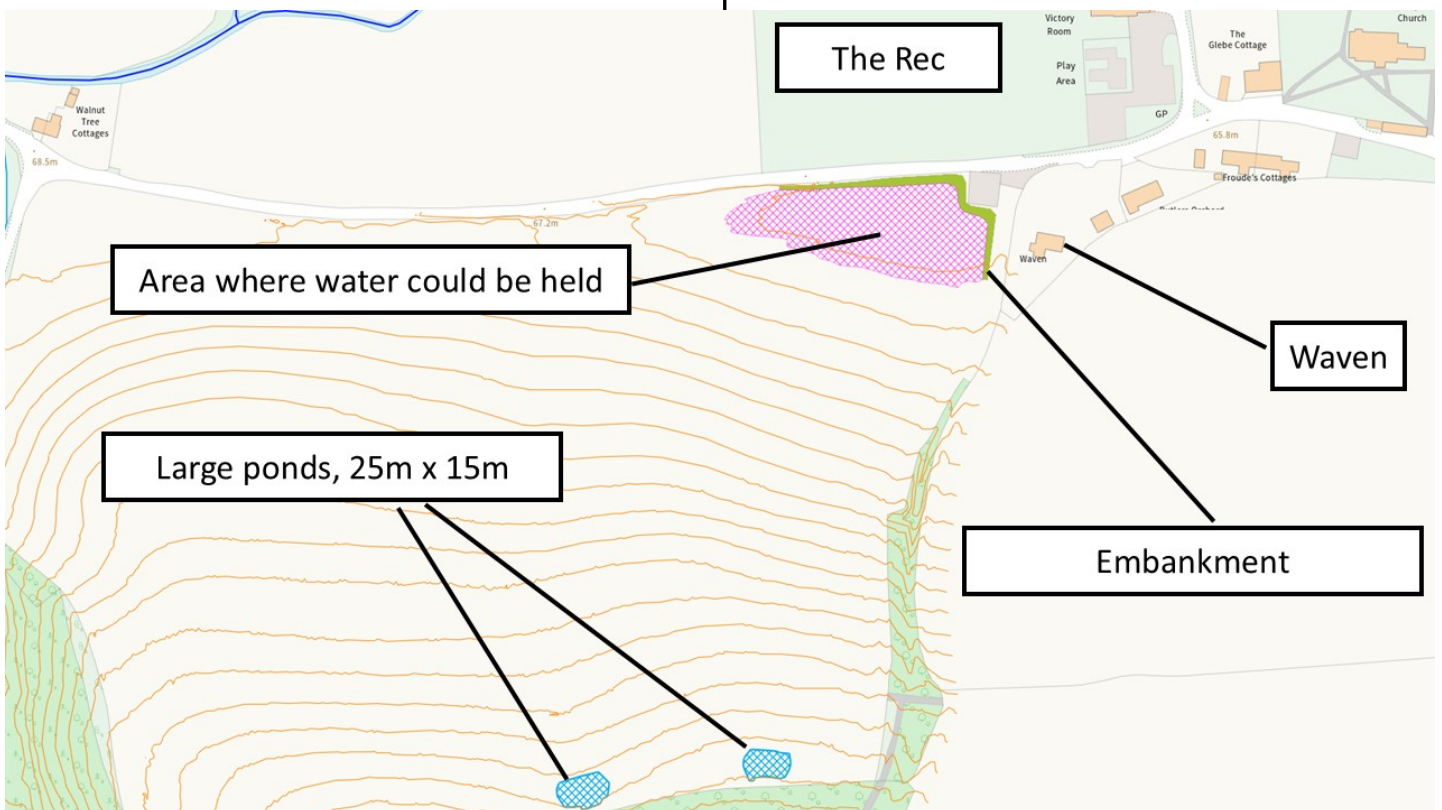 Victory
Room
The Rec
The
Glebe Cottage
Church
Play
Area
Walnut
Tree
Cottages
GP
65.8m
68.5m
Froude's Cottages
67.2m
Waven
Area where water could be held
Waven
Large ponds, 25m x 15m
Embankment